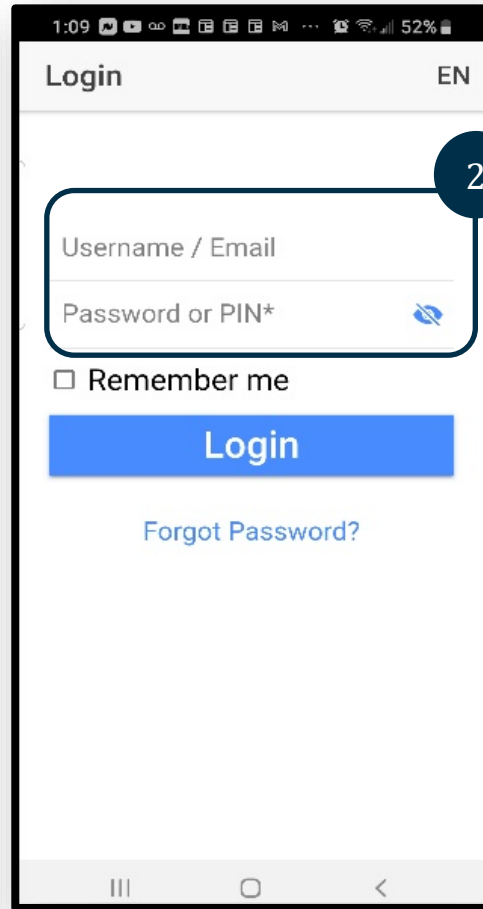 1:09 52%
Login EN
2
Username / Email
Password or PIN*
Remember me
Login
Forgot Password?